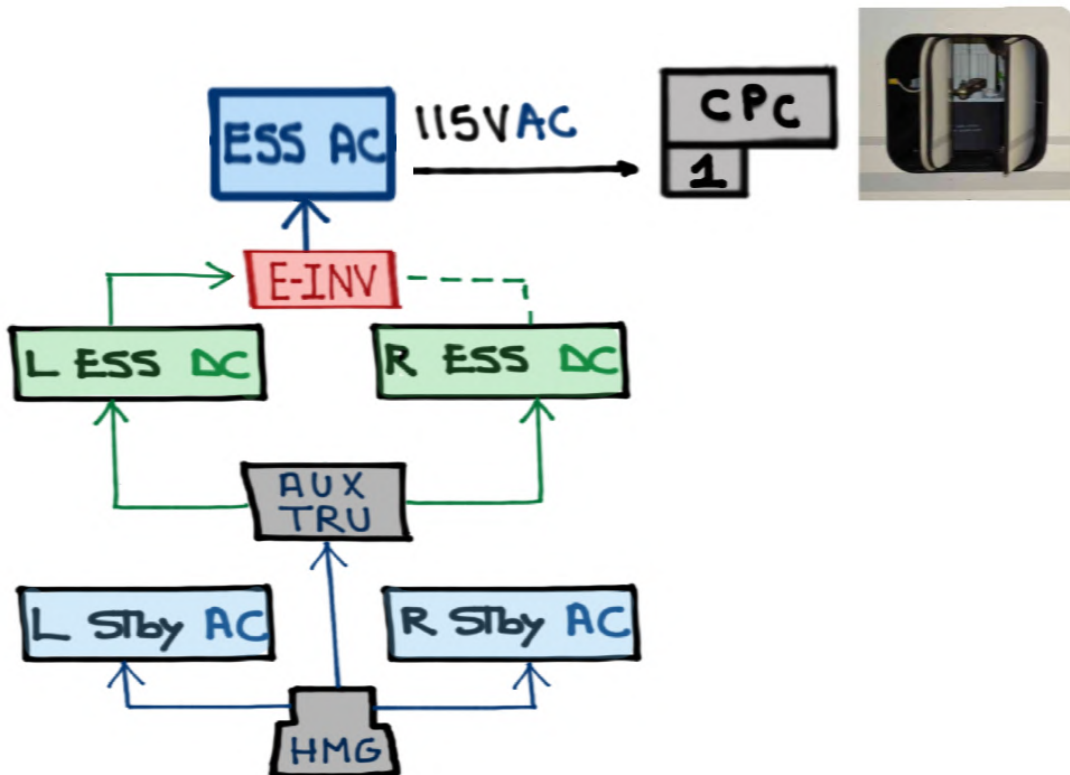 ESS AC
115VAC
CPC
1
E-INV
L ESS DC
R ESS DC
AUX
TRU
L STby AC
R STby AC
HMG